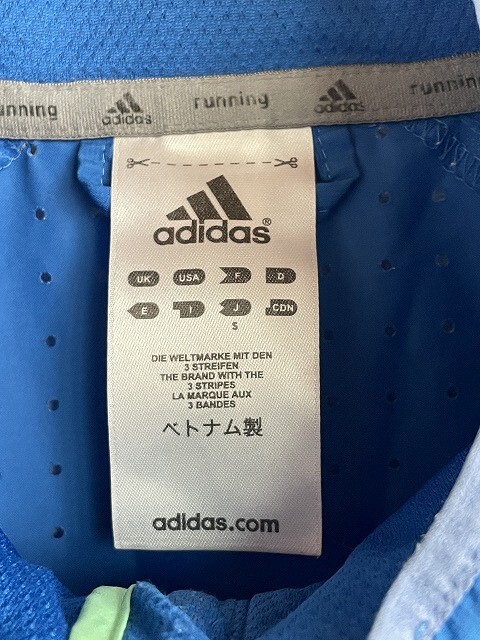 running adidas running adidas running
adidas®
UK USA F D
E I J CDN
S
DIE WELTMARKE MIT DEN
3 STREIFEN
THE BRAND WITH THE
3 STRIPES
LA MARQUE AUX
3 BANDES
ベトナム製
adidas.com